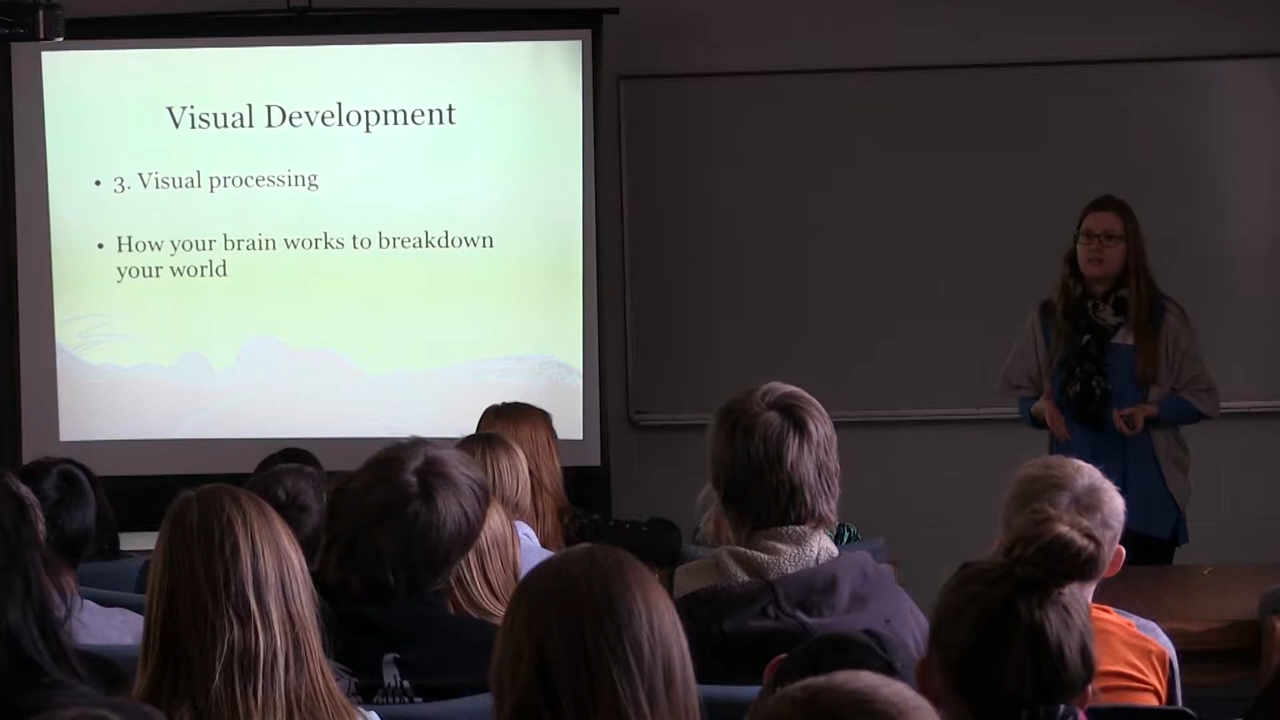 Visual Development
• 3. Visual processing
• How your brain works to breakdown
your world